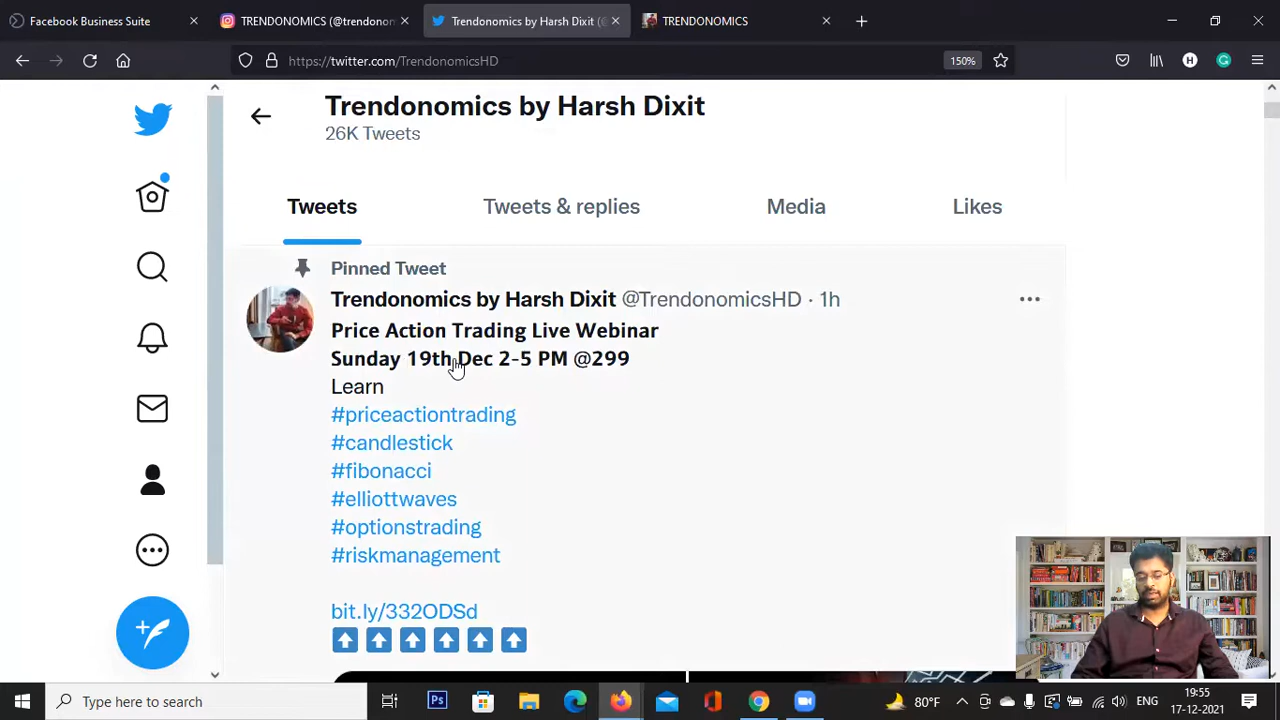 Facebook Business Suite
TRENDONOMICS (@trendonom
Trendonomics by Harsh Dixit (@
TRENDONOMICS
https://twitter.com/TrendonomicsHD
150%
H
G
Trendonomics by Harsh Dixit
26K Tweets
Tweets
Tweets & replies
Media
Likes
Pinned Tweet
Trendonomics by Harsh Dixit @TrendonomicsHD · 1h
Price Action Trading Live Webinar
Sunday 19th Dec 2-5 PM @299
Learn
#priceactiontrading
#candlestick
#fibonacci
#elliottwaves
#optionstrading
#riskmanagement
bit.ly/332ODSd
Type here to search
Ps
80°F
ENG
19:55
17-12-2021